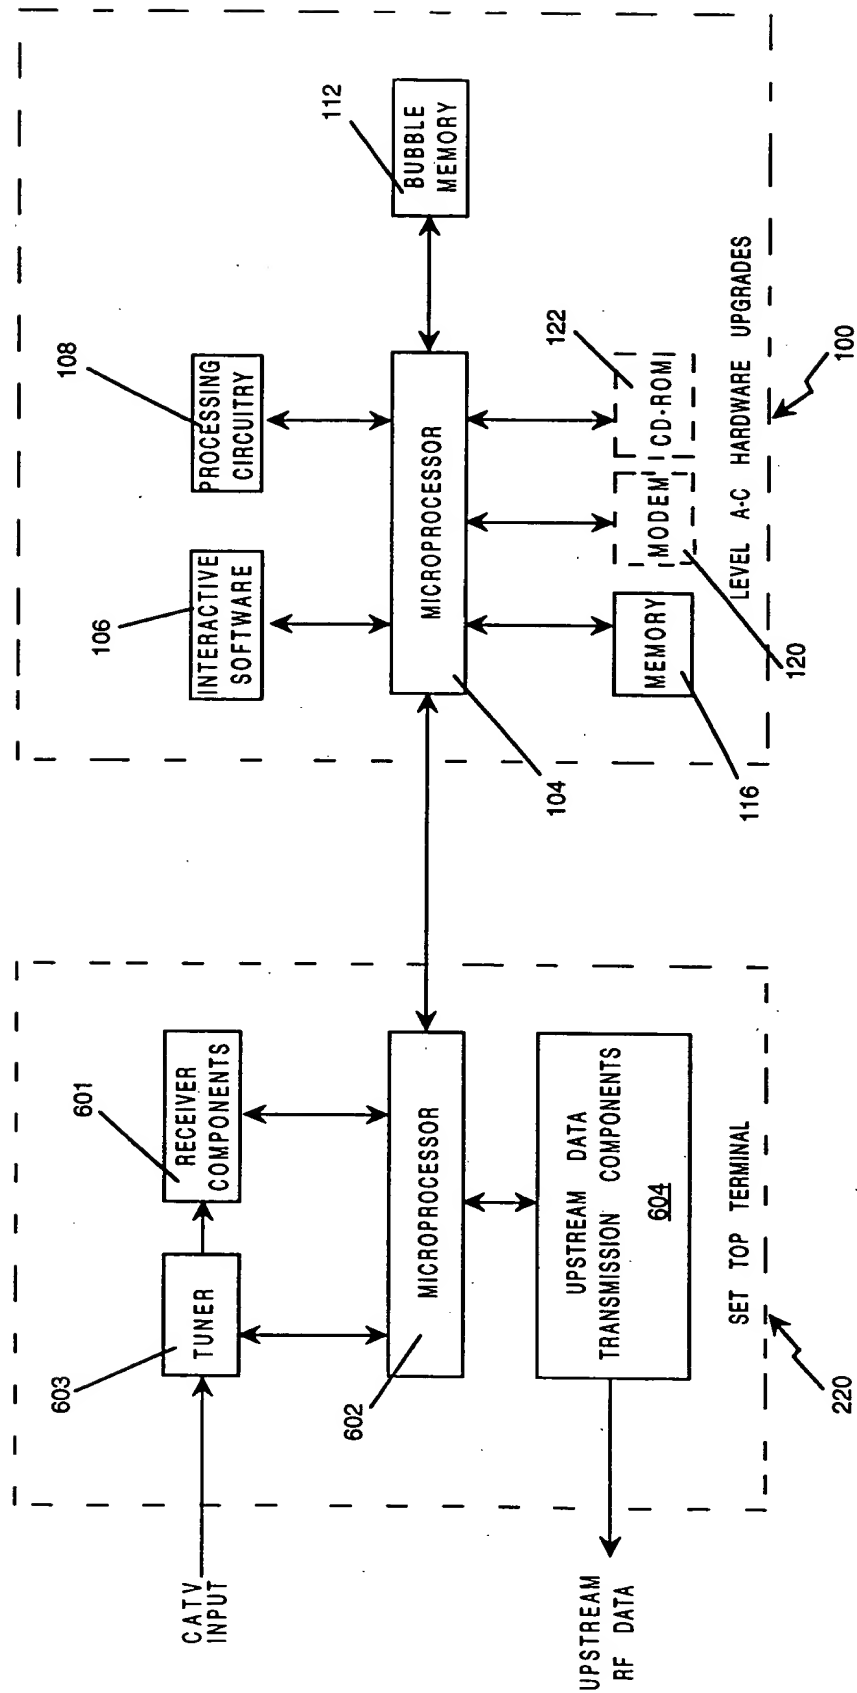 CATV
INPUT
603
TUNER
601
RECEIVER
COMPONENTS
602
MICROPROCESSOR
UPSTREAM DATA
TRANSMISSION COMPONENTS
604
UPSTREAM
RF DATA
SET TOP TERMINAL
220
106
INTERACTIVE
SOFTWARE
108
PROCESSING
CIRCUITRY
112
BUBBLE
MEMORY
MICROPROCESSOR
104
MEMORY
116
MODEM
120
CD-ROM
122
LEVEL A-C HARDWARE UPGRADES
100